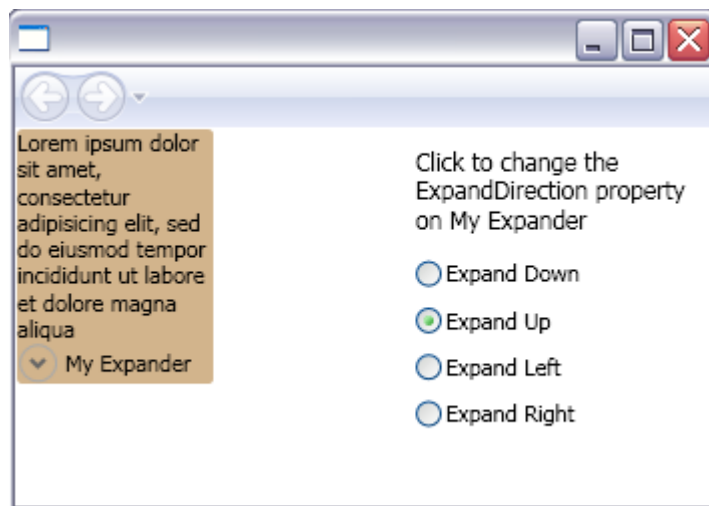 Lorem ipsum dolor
sit amet,
consectetur
adipisicing elit, sed
do eiusmod tempor
incididunt ut labore
et dolore magna
aliqua
My Expander
Click to change the
ExpandDirection property
on My Expander
Expand Down
Expand Up
Expand Left
Expand Right